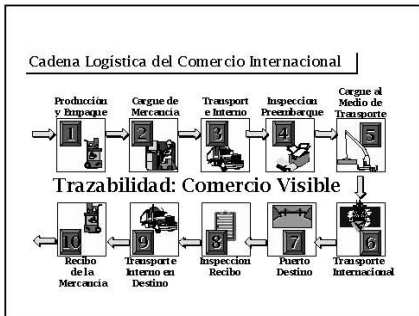 Cadena Logística del Comercio Internacional
Producción
y Empaque
1
Cargue de
Mercancía
2
Transport
e Interno
3
Inspeccion
Preembarque
4
Cargue al
Medio de
Transporte
5
Trazabilidad: Comercio Visible
10
Recibo
de la
Mercancía
9
Transporte
Interno en
Destino
8
Inspeccion
Recibo
7
Puerto
Destino
6
Transporte
Internacional